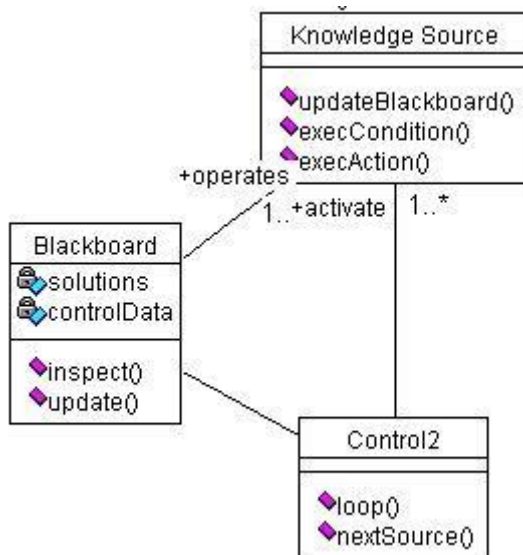 Knowledge Source
updateBlackboard()
execCondition()
execAction()
+operates
1..
+activate
1..*
Blackboard
solutions
controlData
inspect()
update()
Control2
loop()
nextSource()